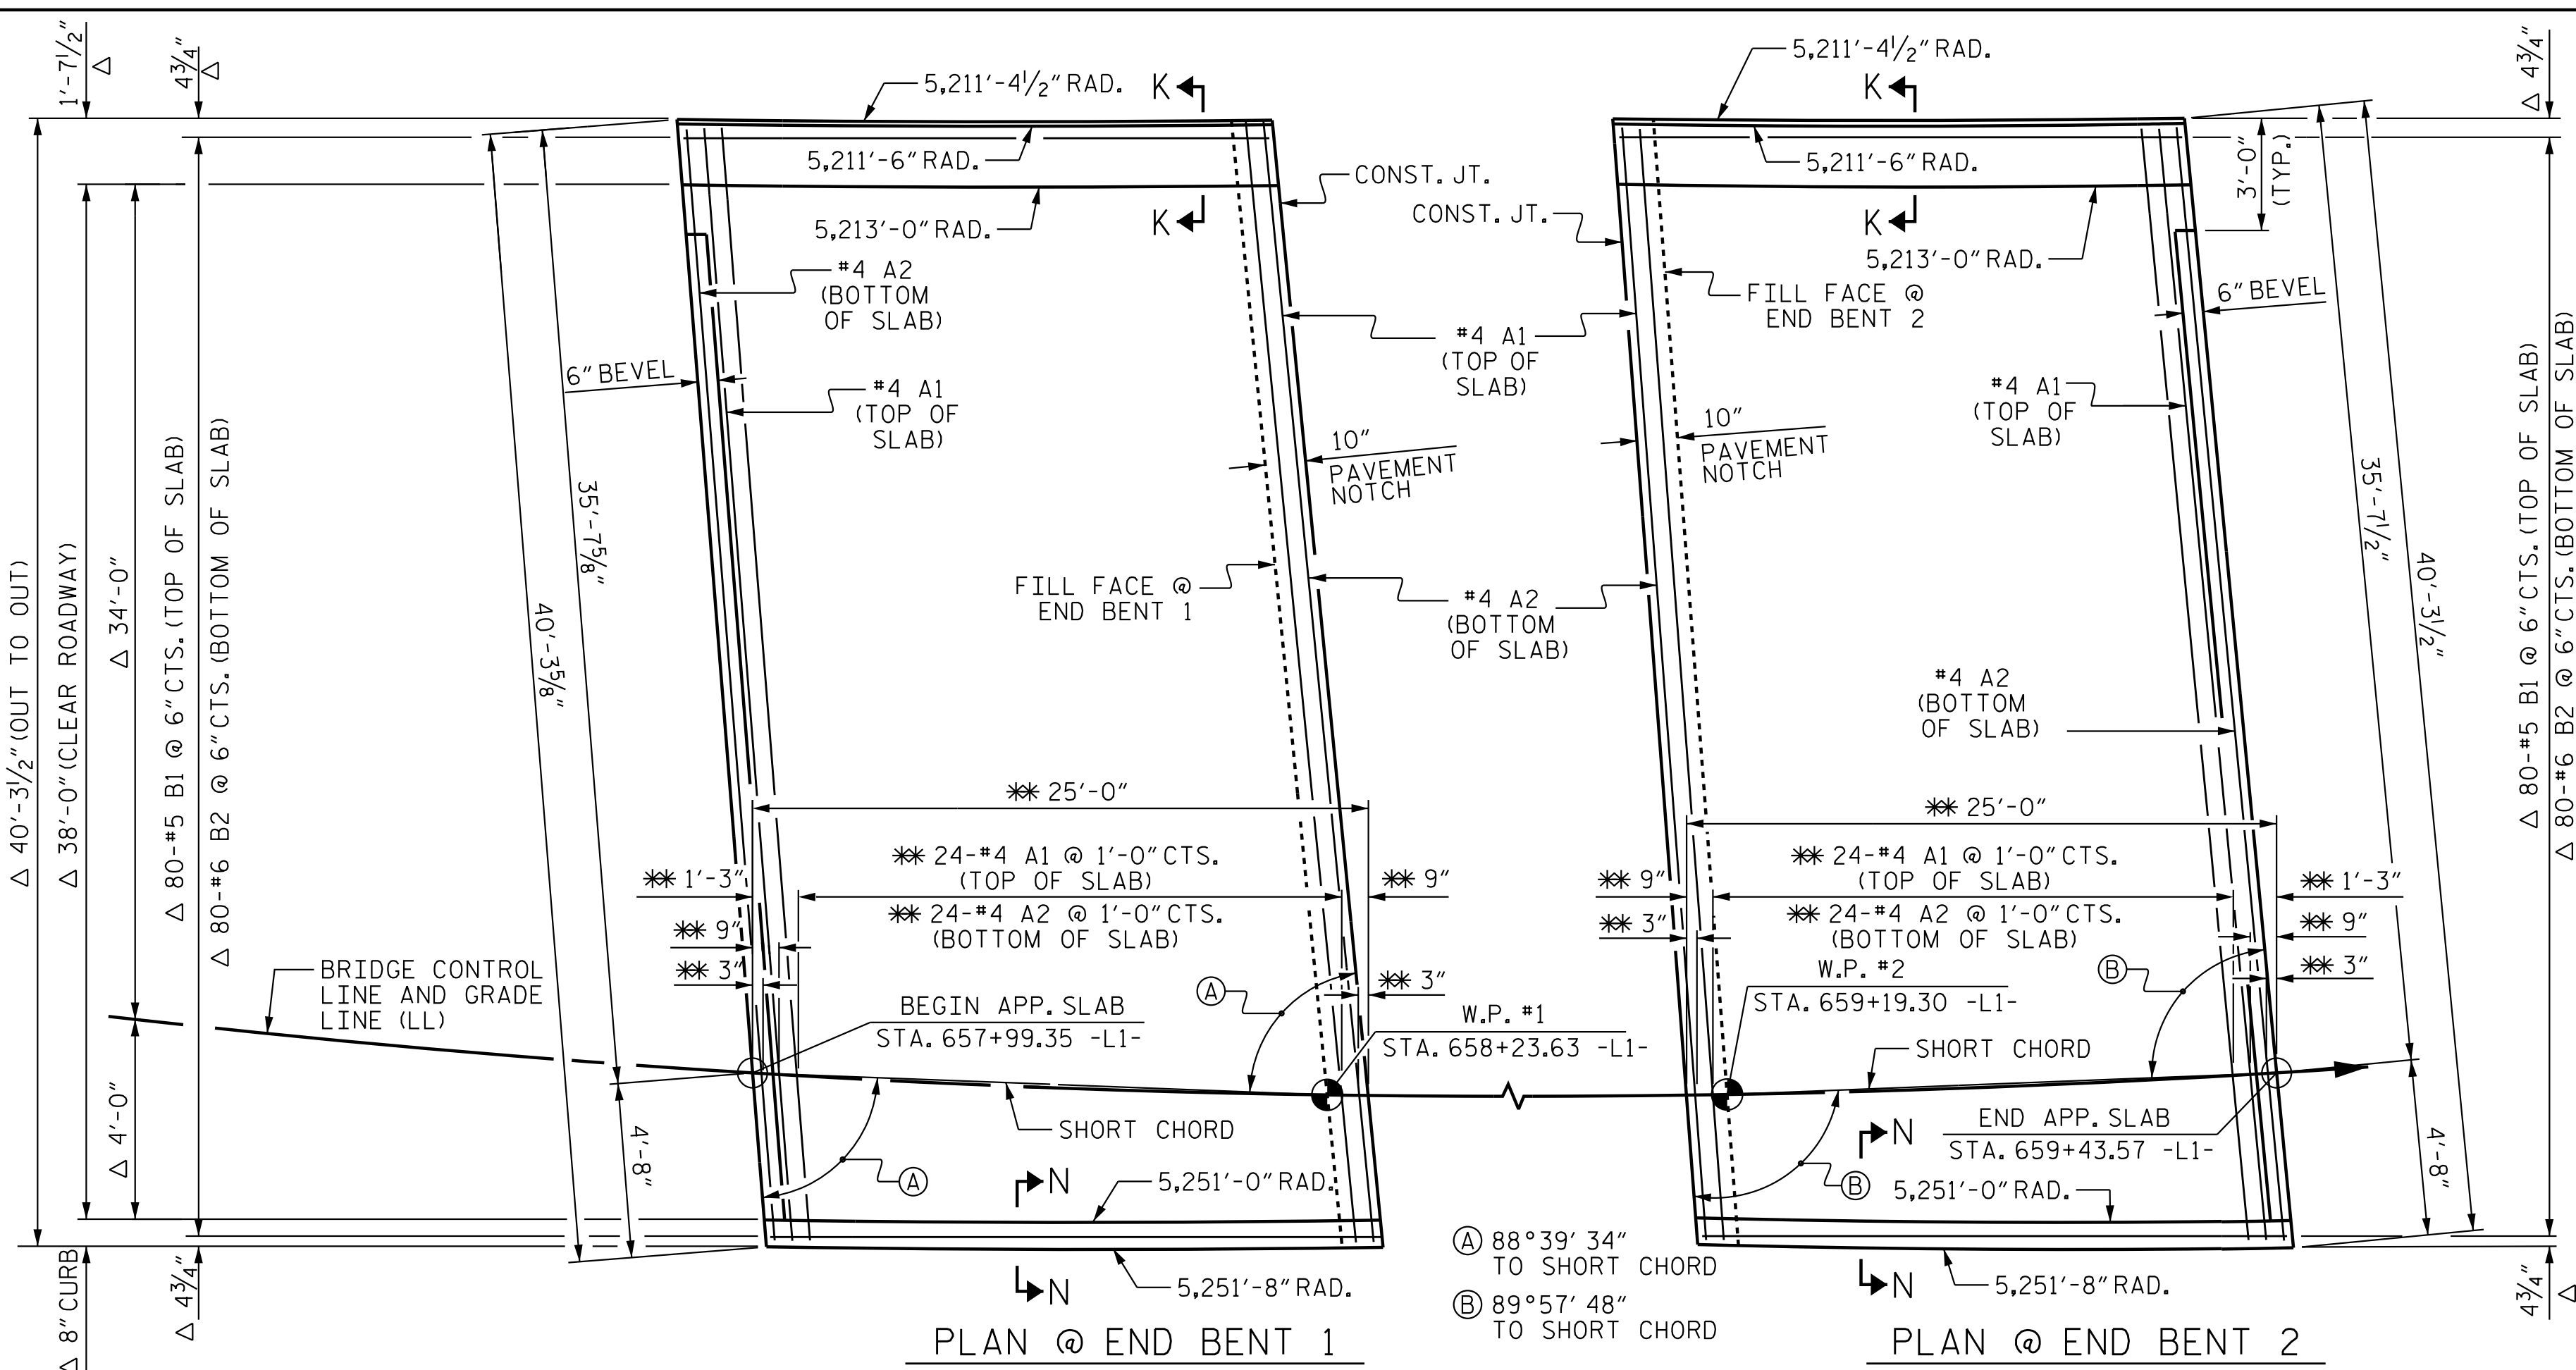 1′-7½″
Δ
4¾″
Δ
Δ 40′-3½″ (OUT TO OUT)
Δ 38′-0″ (CLEAR ROADWAY)
Δ 34′-0″
Δ 4′-0″
Δ 80-#5 B1 @ 6″ CTS. (TOP OF SLAB)
Δ 80-#6 B2 @ 6″ CTS. (BOTTOM OF SLAB)
Δ 8″ CURB
Δ 4¾″
40′-3⅝″
35′-7⅝″
4′-8″
BRIDGE CONTROL
LINE AND GRADE
LINE (LL)
5,211′-4½″ RAD.
K
5,211′-6″ RAD.
5,213′-0″ RAD.
K
#4 A2
(BOTTOM
OF SLAB)
6″ BEVEL
#4 A1
(TOP OF
SLAB)
FILL FACE @
END BENT 1
10″
PAVEMENT
NOTCH
** 25′-0″
** 24-#4 A1 @ 1′-0″ CTS.
(TOP OF SLAB)
** 24-#4 A2 @ 1′-0″ CTS.
(BOTTOM OF SLAB)
** 1′-3″
** 9″
** 3″
** 9″
** 3″
BEGIN APP. SLAB
STA. 657+99.35 -L1-
A
W.P. #1
STA. 658+23.63 -L1-
SHORT CHORD
A
N
5,251′-0″ RAD.
N
5,251′-8″ RAD.
PLAN @ END BENT 1
CONST. JT.
CONST. JT.
#4 A1
(TOP OF
SLAB)
#4 A2
(BOTTOM
OF SLAB)
A 88°39′ 34″
TO SHORT CHORD
B 89°57′ 48″
TO SHORT CHORD
5,211′-4½″ RAD.
K
5,211′-6″ RAD.
K
5,213′-0″ RAD.
FILL FACE @
END BENT 2
10″
PAVEMENT
NOTCH
3′-0″
(TYP.)
6″ BEVEL
#4 A1
(TOP OF
SLAB)
#4 A2
(BOTTOM
OF SLAB)
** 25′-0″
** 24-#4 A1 @ 1′-0″ CTS.
(TOP OF SLAB)
** 24-#4 A2 @ 1′-0″ CTS.
(BOTTOM OF SLAB)
** 9″
** 3″
** 1′-3″
** 9″
** 3″
W.P. #2
STA. 659+19.30 -L1-
B
SHORT CHORD
END APP. SLAB
STA. 659+43.57 -L1-
N
B
5,251′-0″ RAD.
N
5,251′-8″ RAD.
PLAN @ END BENT 2
35′-7½″
40′-3½″
4′-8″
Δ 4¾″
Δ 80-#5 B1 @ 6″ CTS. (TOP OF SLAB)
Δ 80-#6 B2 @ 6″ CTS. (BOTTOM OF SLAB)
4¾″
Δ